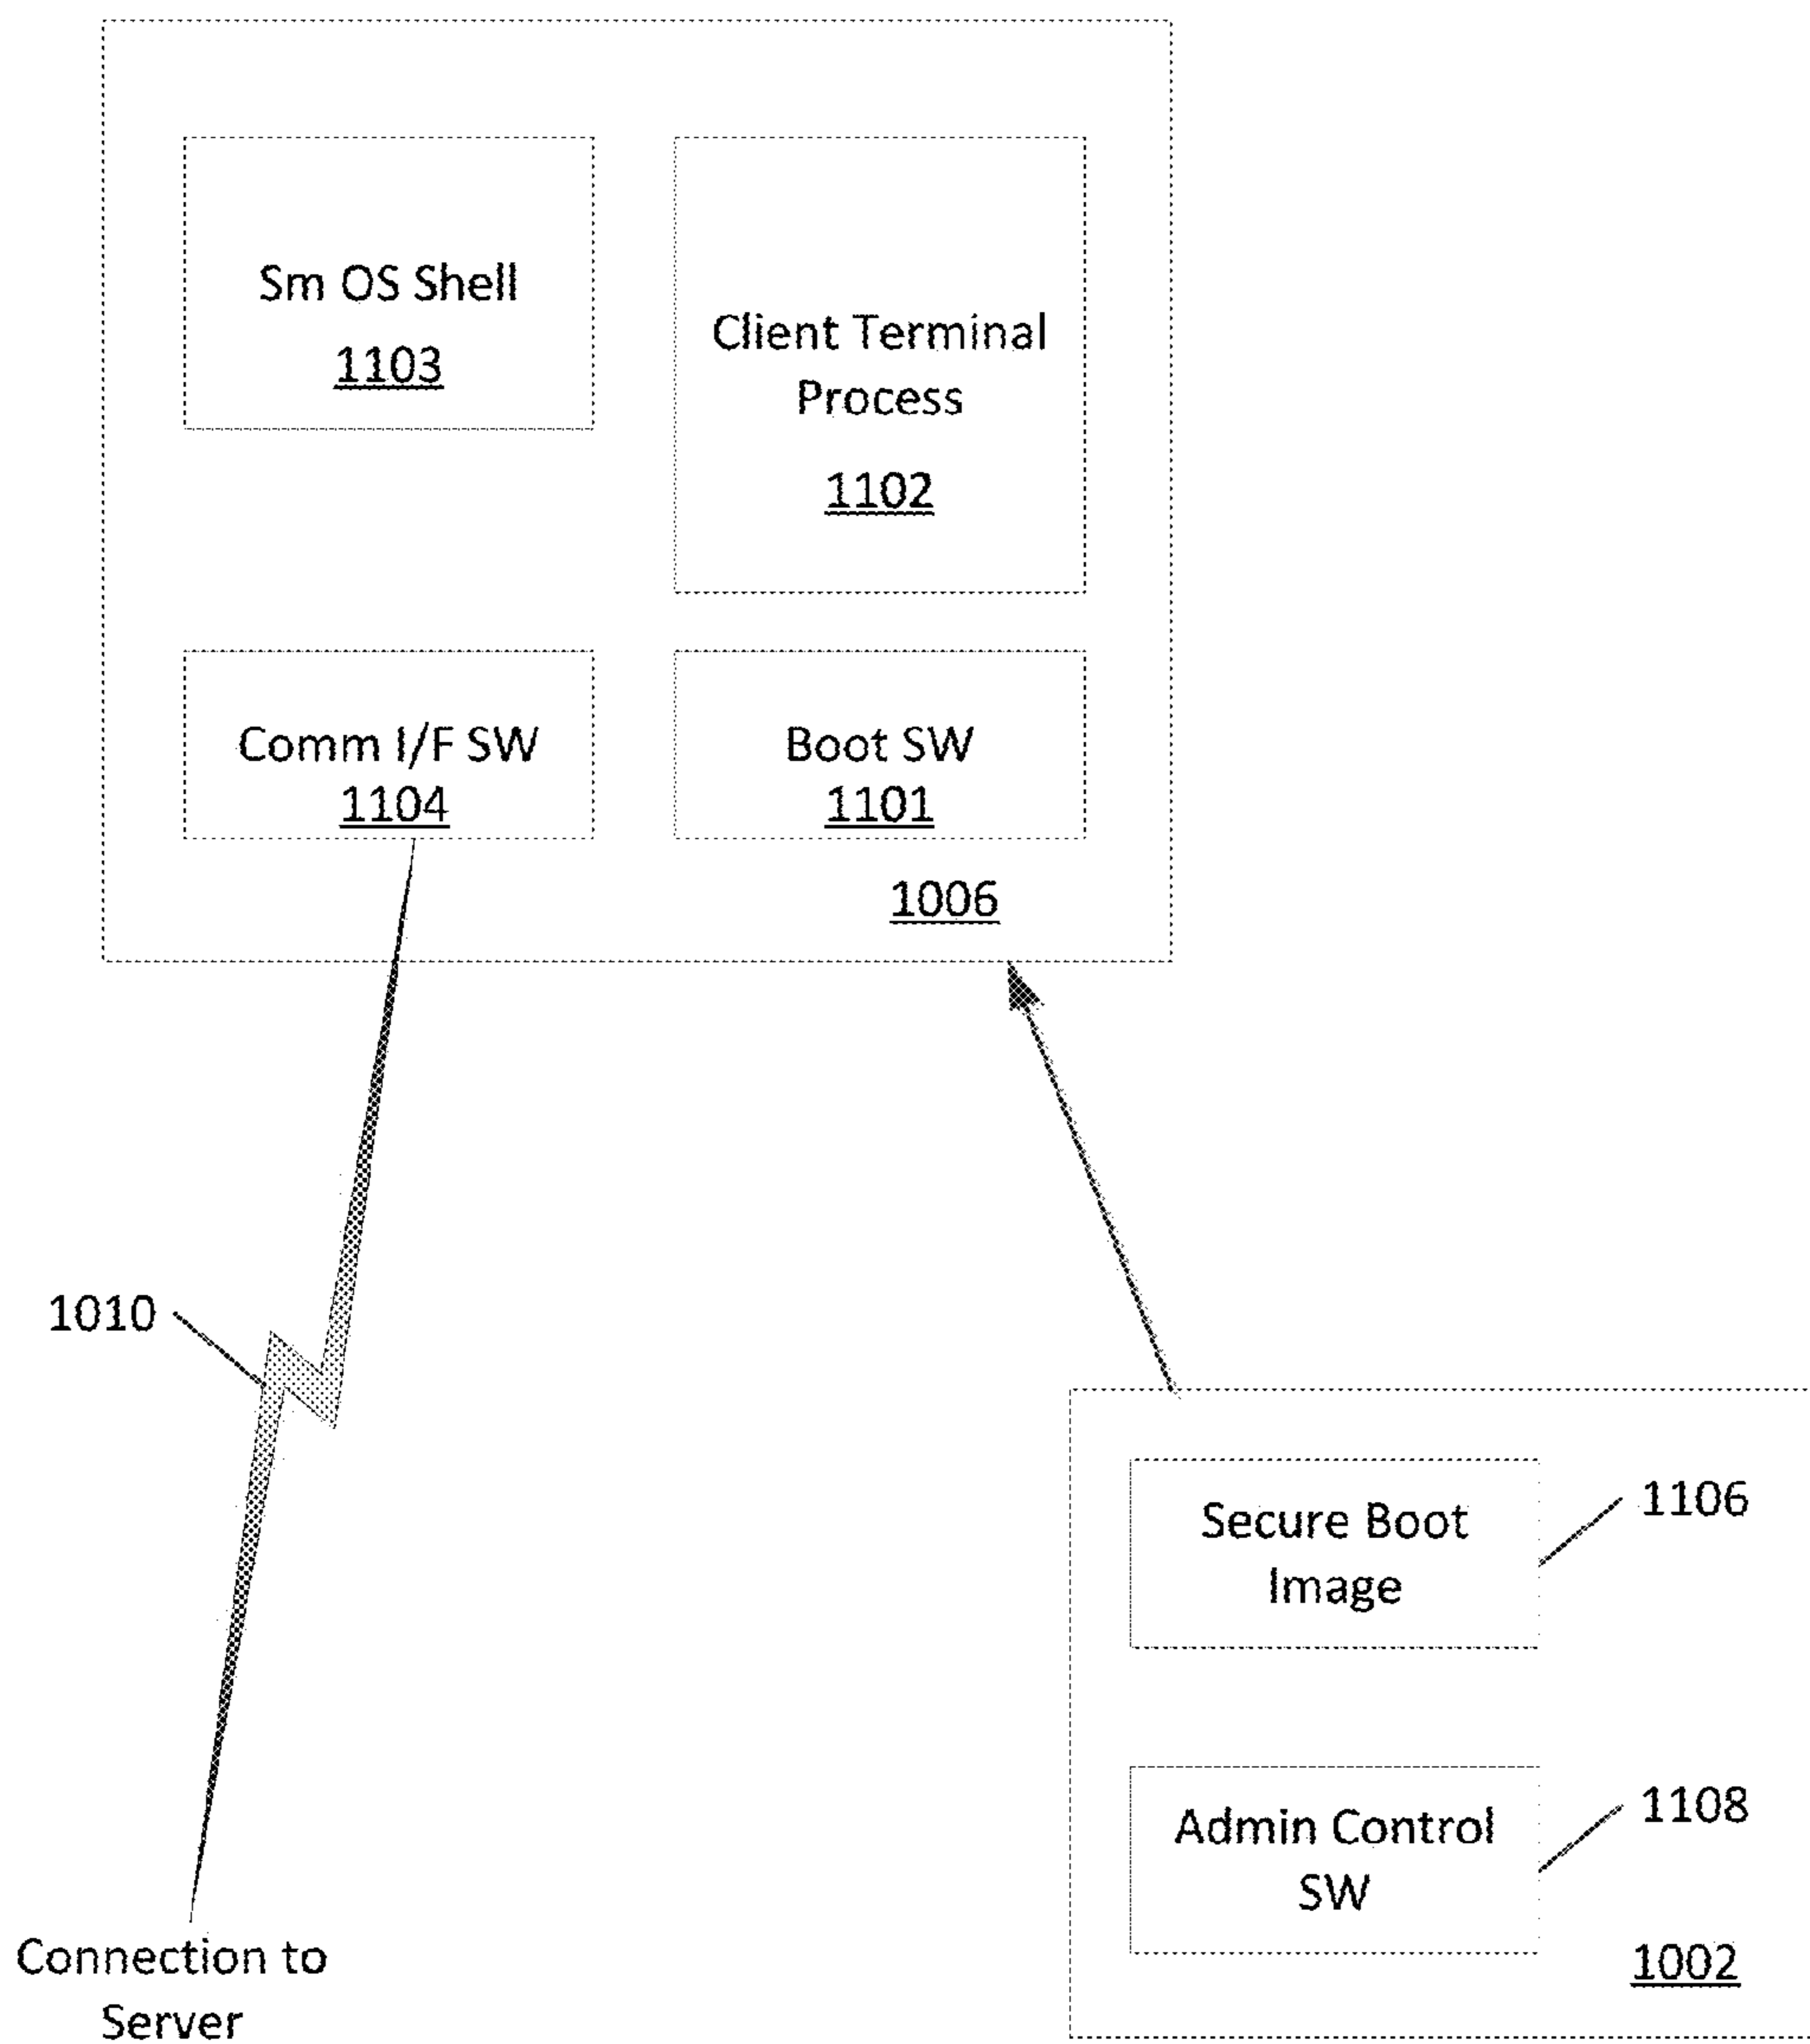 Sm OS Shell
1103
Client Terminal
Process
1102
Comm I/F SW
1104
Boot SW
1101
1006
1010
Secure Boot
Image
1106
Admin Control
SW
1108
1002
Connection to
Server